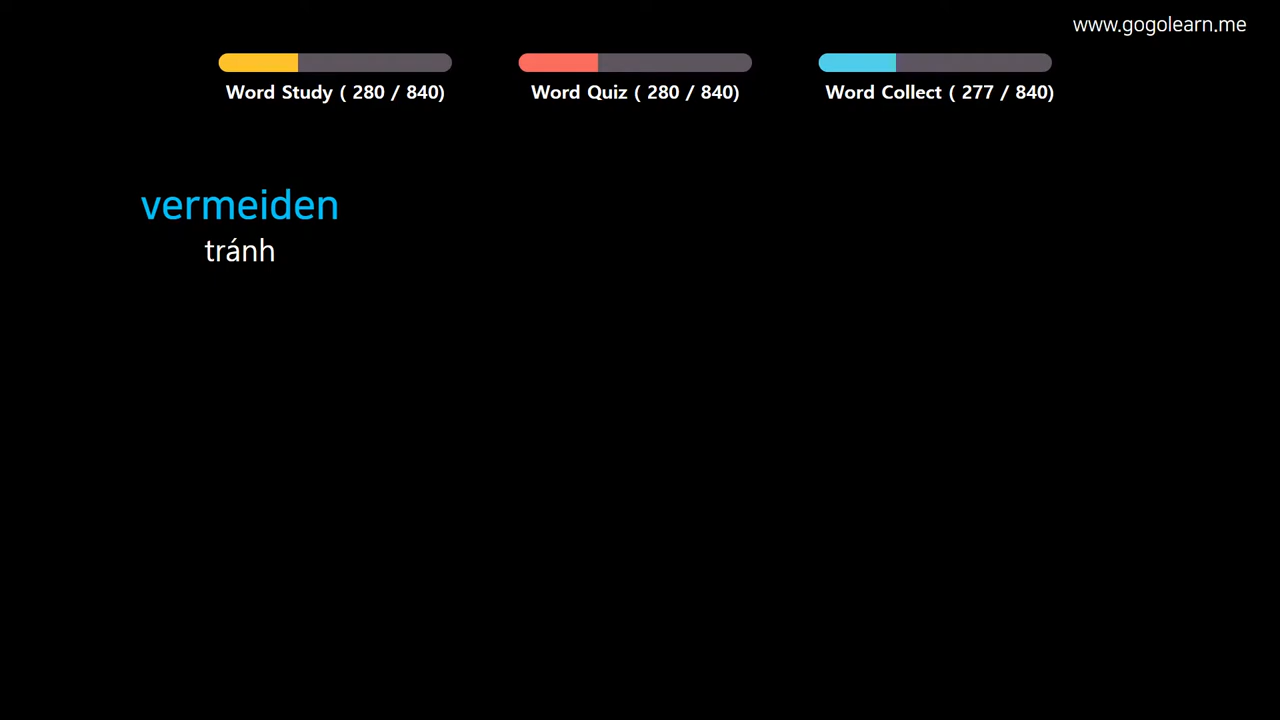 www.gogolearn.me
Word Study ( 280 / 840)
Word Quiz ( 280 / 840)
Word Collect ( 277 / 840)
vermeiden
tránh